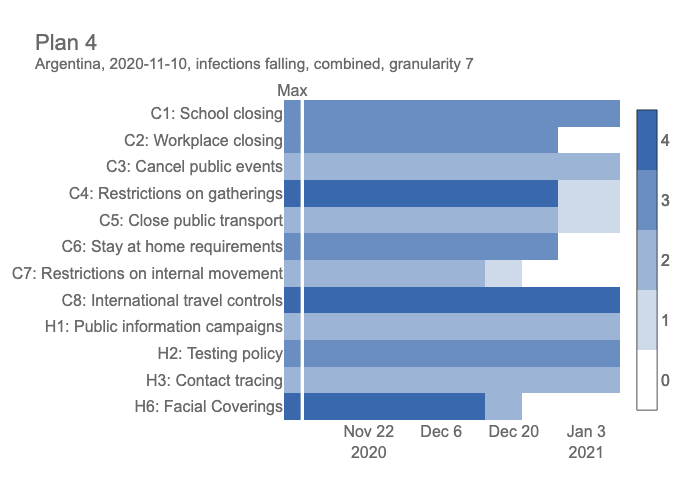 Plan 4
Argentina, 2020-11-10, infections falling, combined, granularity 7
Max
C1: School closing
C2: Workplace closing
C3: Cancel public events
C4: Restrictions on gatherings
C5: Close public transport
C6: Stay at home requirements
C7: Restrictions on internal movement
C8: International travel controls
H1: Public information campaigns
H2: Testing policy
H3: Contact tracing
H6: Facial Coverings
4
3
2
1
0
Nov 22 Dec 6 Dec 20 Jan 3
2020 2021